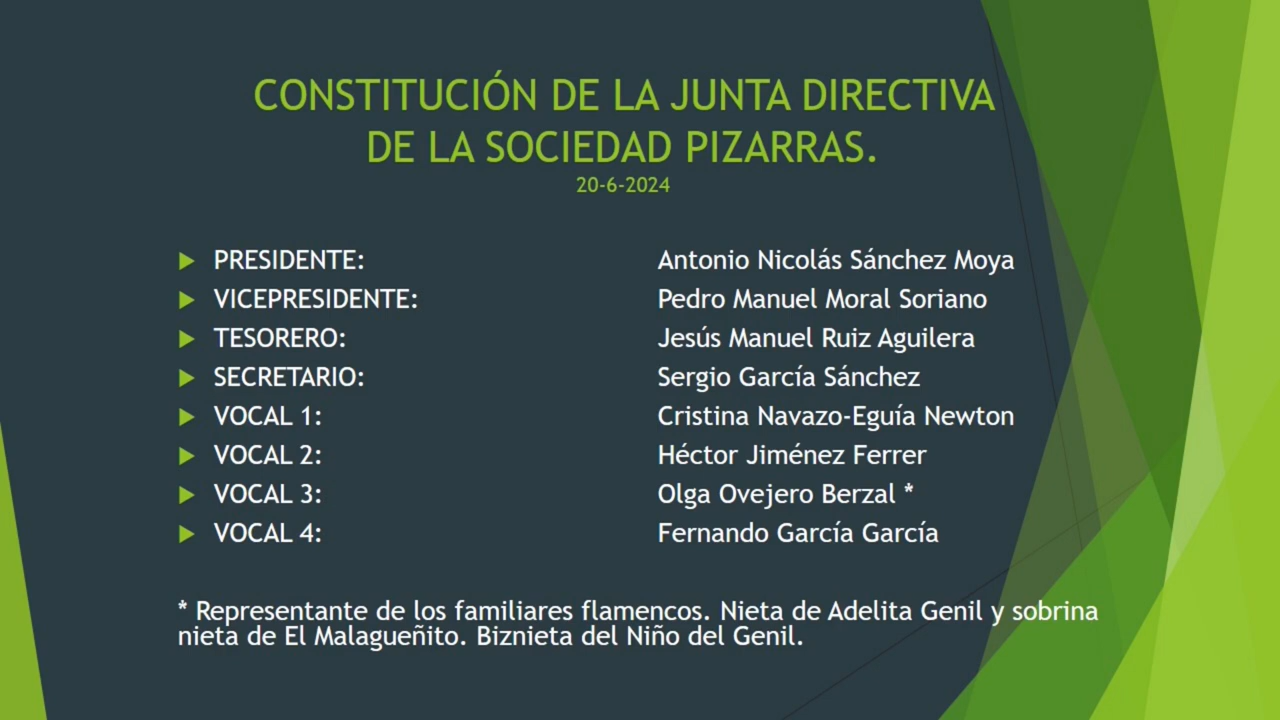 CONSTITUCIÓN DE LA JUNTA DIRECTIVA
DE LA SOCIEDAD PIZARRAS.
20-6-2024
PRESIDENTE: Antonio Nicolás Sánchez Moya
VICEPRESIDENTE: Pedro Manuel Moral Soriano
TESORERO: Jesús Manuel Ruiz Aguilera
SECRETARIO: Sergio García Sánchez
VOCAL 1: Cristina Navazo-Eguía Newton
VOCAL 2: Héctor Jiménez Ferrer
VOCAL 3: Olga Ovejero Berzal *
VOCAL 4: Fernando García García
* Representante de los familiares flamencos. Nieta de Adelita Genil y sobrina
nieta de El Malagueñito. Biznieta del Niño del Genil.